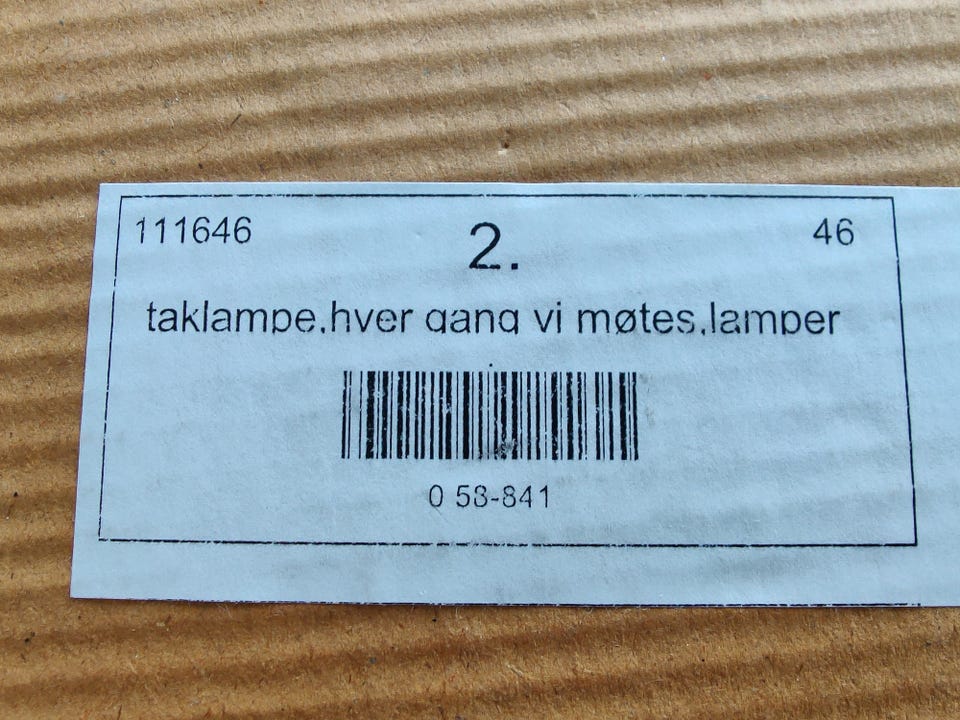 111646 2. 46
taklampe,hver gang vi møtes,lamper
0 58-841